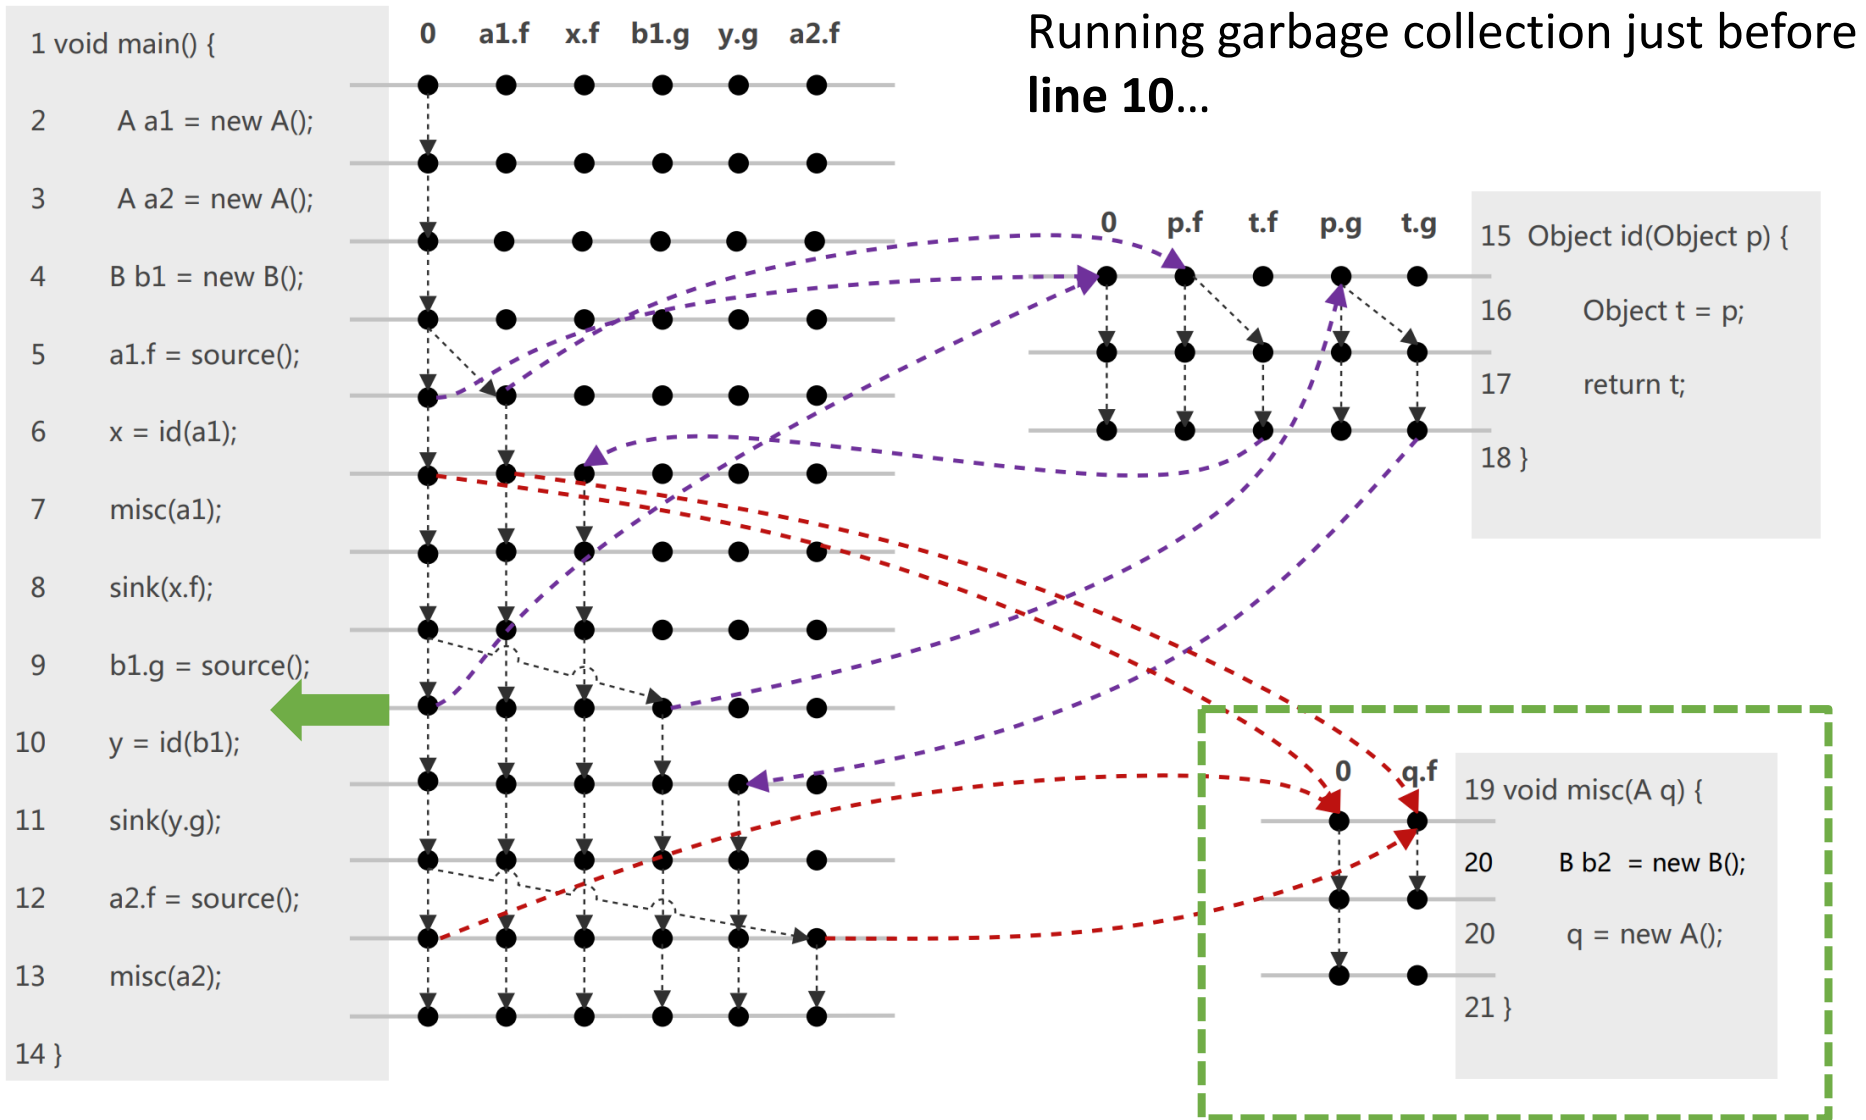 Running garbage collection just before
line 10...
0 a1.f x.f b1.g y.g a2.f
1 void main() {
2 A a1 = new A();
3 A a2 = new A();
4 B b1 = new B();
5 a1.f = source();
6 x = id(a1);
7 misc(a1);
8 sink(x.f);
9 b1.g = source();
10 y = id(b1);
11 sink(y.g);
12 a2.f = source();
13 misc(a2);
14 }
0 p.f t.f p.g t.g
15 Object id(Object p) {
16 Object t = p;
17 return t;
18 }
0 q.f
19 void misc(A q) {
20 B b2 = new B();
20 q = new A();
21 }